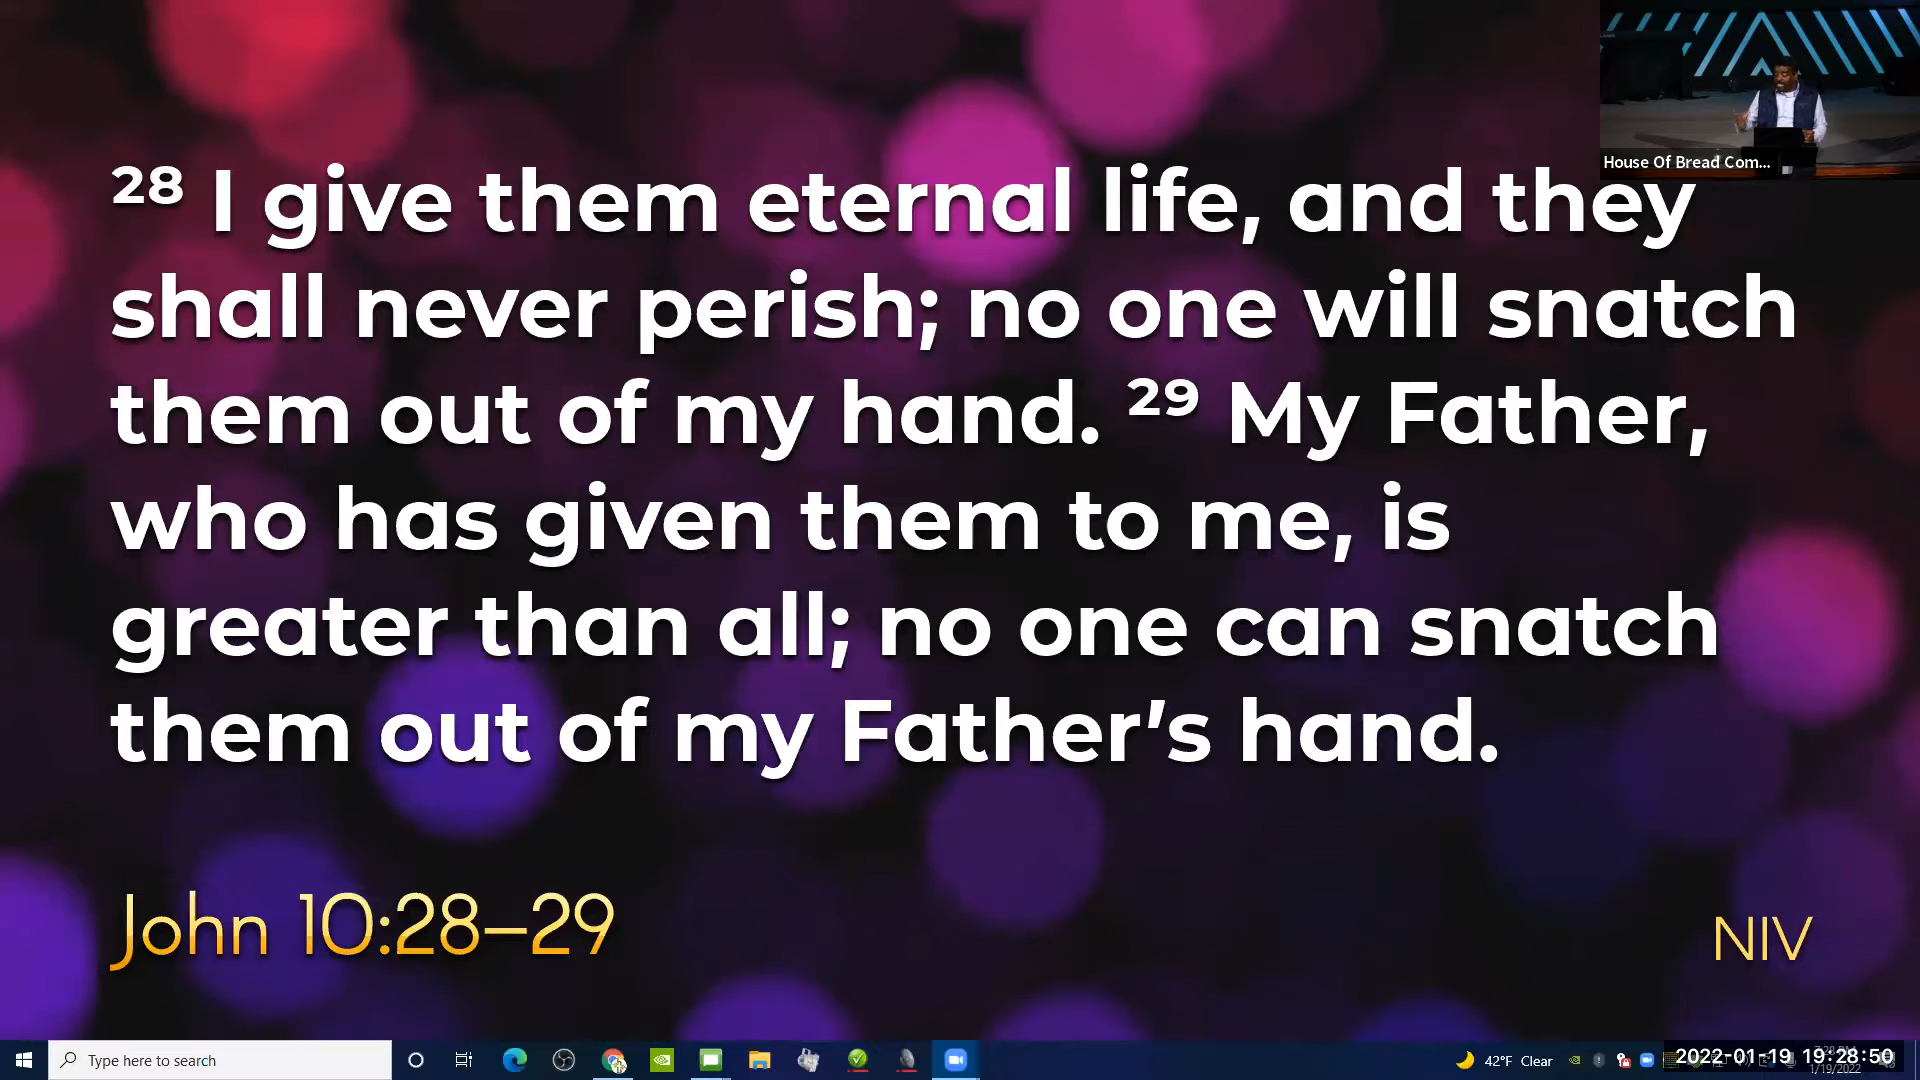 House Of Bread Com...
²⁸ I give them eternal life, and they
shall never perish; no one will snatch
them out of my hand. ²⁹ My Father,
who has given them to me, is
greater than all; no one can snatch
them out of my Father’s hand.
John 10:28–29
NIV
Type here to search
42°F Clear
2022-01-19 19:28:50
1/19/2022